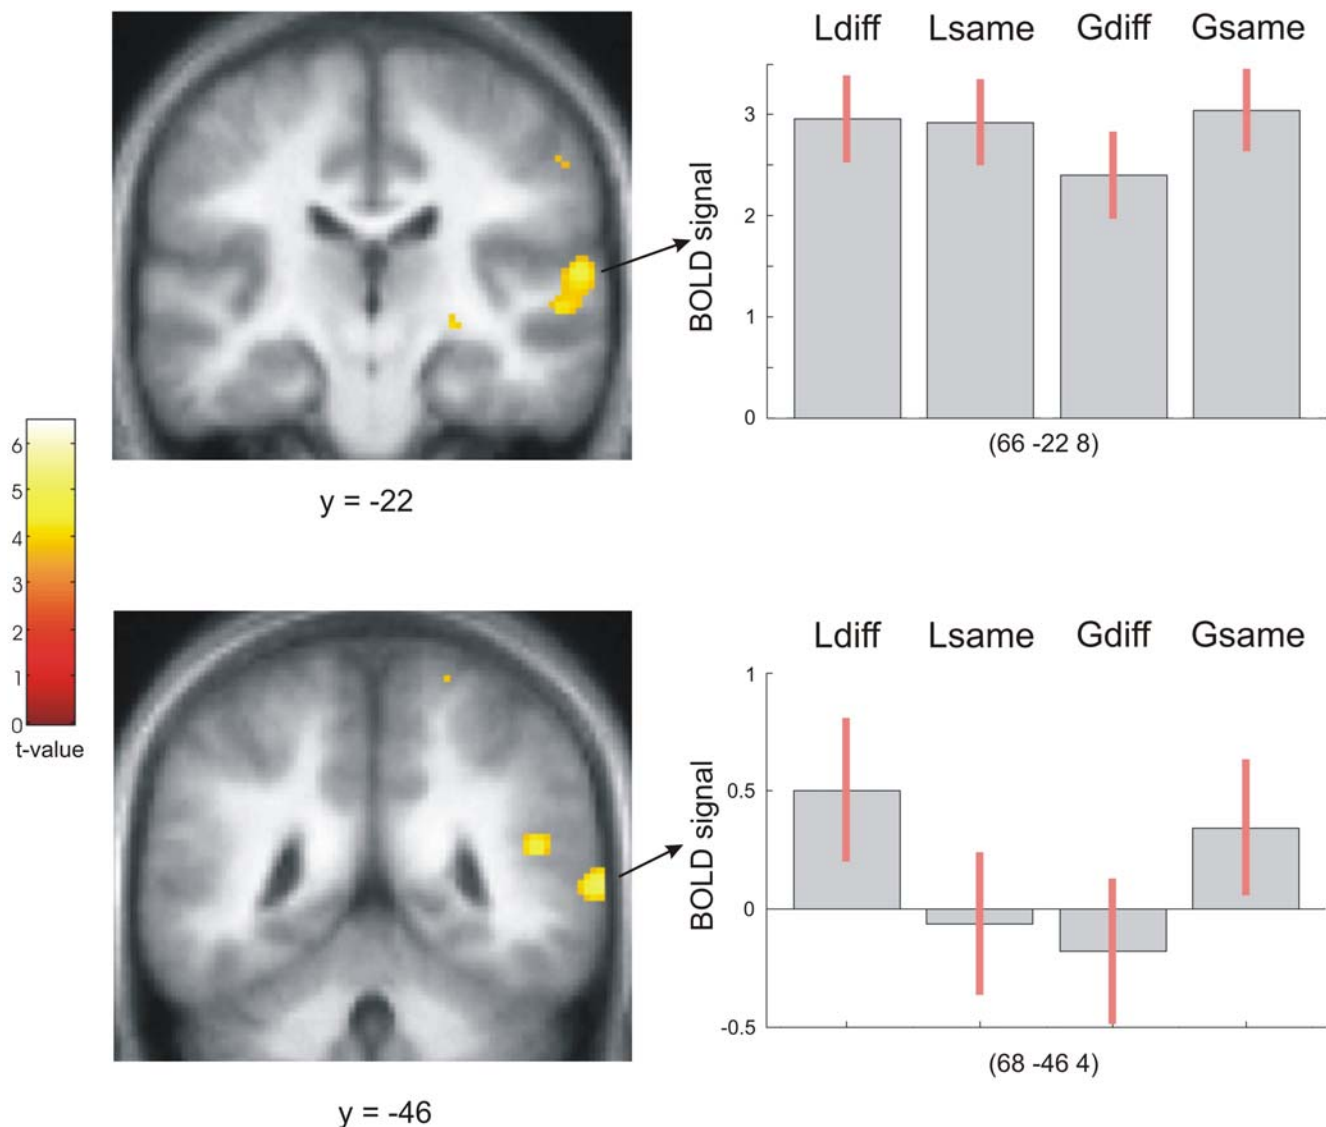 Ldiff Lsame Gdiff Gsame
3
2
1
0
BOLD signal
(66 -22 8)
y = -22
6
5
4
3
2
1
0
t-value
Ldiff Lsame Gdiff Gsame
1
0.5
0
-0.5
BOLD signal
(68 -46 4)
y = -46